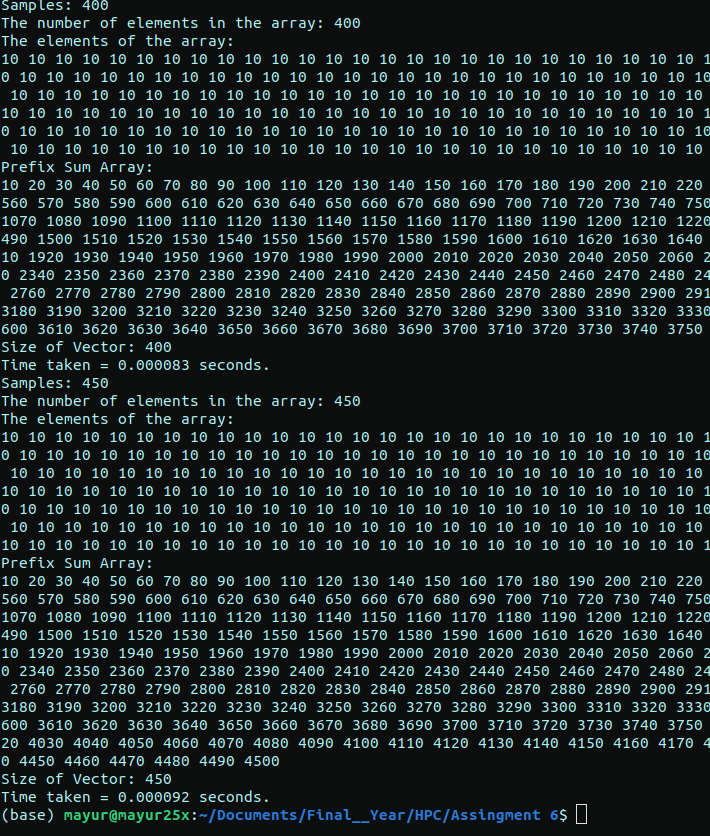 Samples: 400
The number of elements in the array: 400
The elements of the array:
10 10 10 10 10 10 10 10 10 10 10 10 10 10 10 10 10 10 10 10 10 10 10 10 10 10 1
0 10 10 10 10 10 10 10 10 10 10 10 10 10 10 10 10 10 10 10 10 10 10 10 10 10 10
10 10 10 10 10 10 10 10 10 10 10 10 10 10 10 10 10 10 10 10 10 10 10 10 10 10
10 10 10 10 10 10 10 10 10 10 10 10 10 10 10 10 10 10 10 10 10 10 10 10 10 10 1
0 10 10 10 10 10 10 10 10 10 10 10 10 10 10 10 10 10 10 10 10 10 10 10 10 10 10
10 10 10 10 10 10 10 10 10 10 10 10 10 10 10 10 10 10 10 10 10 10 10 10 10 10
Prefix Sum Array:
10 20 30 40 50 60 70 80 90 100 110 120 130 140 150 160 170 180 190 200 210 220
560 570 580 590 600 610 620 630 640 650 660 670 680 690 700 710 720 730 740 750
1070 1080 1090 1100 1110 1120 1130 1140 1150 1160 1170 1180 1190 1200 1210 1220
490 1500 1510 1520 1530 1540 1550 1560 1570 1580 1590 1600 1610 1620 1630 1640
10 1920 1930 1940 1950 1960 1970 1980 1990 2000 2010 2020 2030 2040 2050 2060 2
0 2340 2350 2360 2370 2380 2390 2400 2410 2420 2430 2440 2450 2460 2470 2480 24
2760 2770 2780 2790 2800 2810 2820 2830 2840 2850 2860 2870 2880 2890 2900 291
3180 3190 3200 3210 3220 3230 3240 3250 3260 3270 3280 3290 3300 3310 3320 3330
600 3610 3620 3630 3640 3650 3660 3670 3680 3690 3700 3710 3720 3730 3740 3750
Size of Vector: 400
Time taken = 0.000083 seconds.
Samples: 450
The number of elements in the array: 450
The elements of the array:
10 10 10 10 10 10 10 10 10 10 10 10 10 10 10 10 10 10 10 10 10 10 10 10 10 10 1
0 10 10 10 10 10 10 10 10 10 10 10 10 10 10 10 10 10 10 10 10 10 10 10 10 10 10
10 10 10 10 10 10 10 10 10 10 10 10 10 10 10 10 10 10 10 10 10 10 10 10 10 10
10 10 10 10 10 10 10 10 10 10 10 10 10 10 10 10 10 10 10 10 10 10 10 10 10 10 1
0 10 10 10 10 10 10 10 10 10 10 10 10 10 10 10 10 10 10 10 10 10 10 10 10 10 10
10 10 10 10 10 10 10 10 10 10 10 10 10 10 10 10 10 10 10 10 10 10 10 10 10 10
10 10 10 10 10 10 10 10 10 10 10 10 10 10 10 10 10 10 10 10 10 10 10 10 10 10 1
Prefix Sum Array:
10 20 30 40 50 60 70 80 90 100 110 120 130 140 150 160 170 180 190 200 210 220
560 570 580 590 600 610 620 630 640 650 660 670 680 690 700 710 720 730 740 750
1070 1080 1090 1100 1110 1120 1130 1140 1150 1160 1170 1180 1190 1200 1210 1220
490 1500 1510 1520 1530 1540 1550 1560 1570 1580 1590 1600 1610 1620 1630 1640
10 1920 1930 1940 1950 1960 1970 1980 1990 2000 2010 2020 2030 2040 2050 2060 2
0 2340 2350 2360 2370 2380 2390 2400 2410 2420 2430 2440 2450 2460 2470 2480 24
2760 2770 2780 2790 2800 2810 2820 2830 2840 2850 2860 2870 2880 2890 2900 291
3180 3190 3200 3210 3220 3230 3240 3250 3260 3270 3280 3290 3300 3310 3320 3330
600 3610 3620 3630 3640 3650 3660 3670 3680 3690 3700 3710 3720 3730 3740 3750
20 4030 4040 4050 4060 4070 4080 4090 4100 4110 4120 4130 4140 4150 4160 4170 4
0 4450 4460 4470 4480 4490 4500
Size of Vector: 450
Time taken = 0.000092 seconds.
(base) mayur@mayur25x:~/Documents/Final__Year/HPC/Assingment 6$